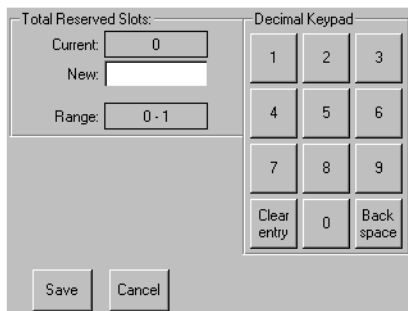 Total Reserved Slots:
Current: 0
New:
Range: 0 - 1
Decimal Keypad
1 2 3
4 5 6
7 8 9
Clear entry 0 Back space
Save Cancel